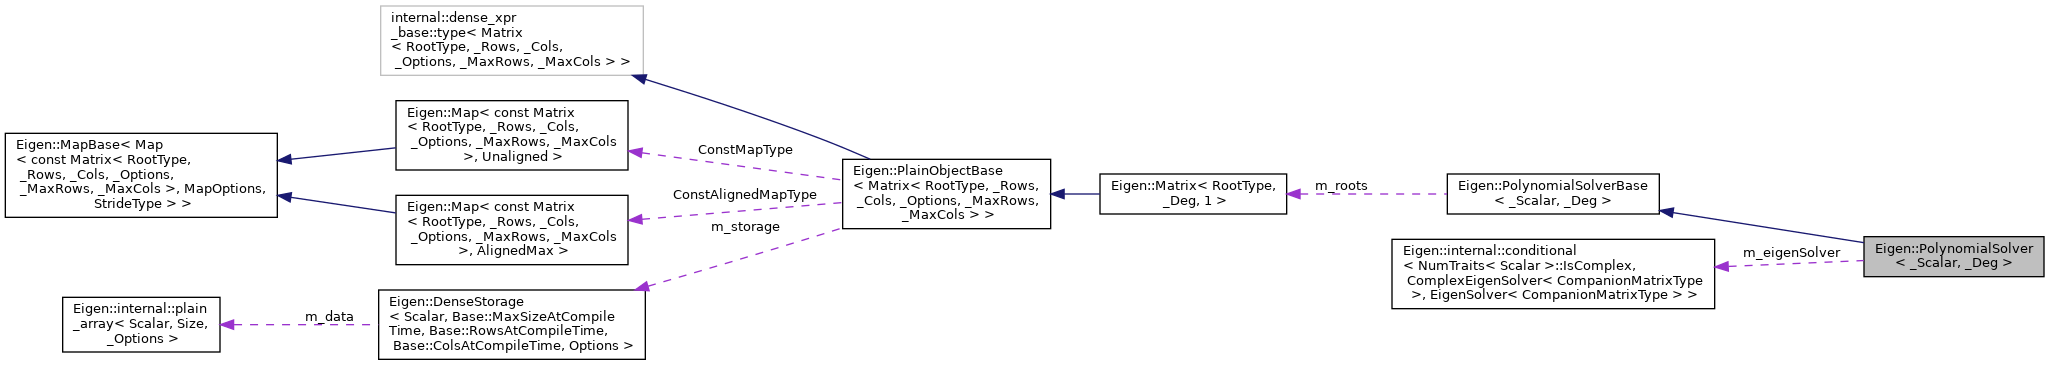 internal::dense_xpr
_base::type< Matrix
< RootType, _Rows, _Cols,
_Options, _MaxRows, _MaxCols > >
Eigen::Map< const Matrix
< RootType, _Rows, _Cols,
_Options, _MaxRows, _MaxCols
>, Unaligned >
Eigen::MapBase< Map
< const Matrix< RootType,
_Rows, _Cols, _Options,
_MaxRows, _MaxCols >, MapOptions,
StrideType > >
Eigen::Map< const Matrix
< RootType, _Rows, _Cols,
_Options, _MaxRows, _MaxCols
>, AlignedMax >
Eigen::internal::plain
_array< Scalar, Size,
_Options >
m_data
Eigen::DenseStorage
< Scalar, Base::MaxSizeAtCompile
Time, Base::RowsAtCompileTime,
Base::ColsAtCompileTime, Options >
ConstMapType
ConstAlignedMapType
m_storage
Eigen::PlainObjectBase
< Matrix< RootType, _Rows,
_Cols, _Options, _MaxRows,
_MaxCols > >
Eigen::Matrix< RootType,
_Deg, 1 >
m_roots
Eigen::PolynomialSolverBase
< _Scalar, _Deg >
Eigen::internal::conditional
< NumTraits< Scalar >::IsComplex,
ComplexEigenSolver< CompanionMatrixType
>, EigenSolver< CompanionMatrixType > >
m_eigenSolver
Eigen::PolynomialSolver
< _Scalar, _Deg >